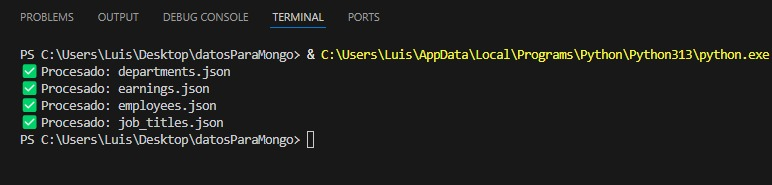 PROBLEMS OUTPUT DEBUG CONSOLE TERMINAL PORTS
PS C:\Users\Luis\Desktop\datosParaMongo> & C:\Users\Luis\AppData\Local\Programs\Python\Python313\python.exe
✅ Procesado: departments.json
✅ Procesado: earnings.json
✅ Procesado: employees.json
✅ Procesado: job_titles.json
PS C:\Users\Luis\Desktop\datosParaMongo>